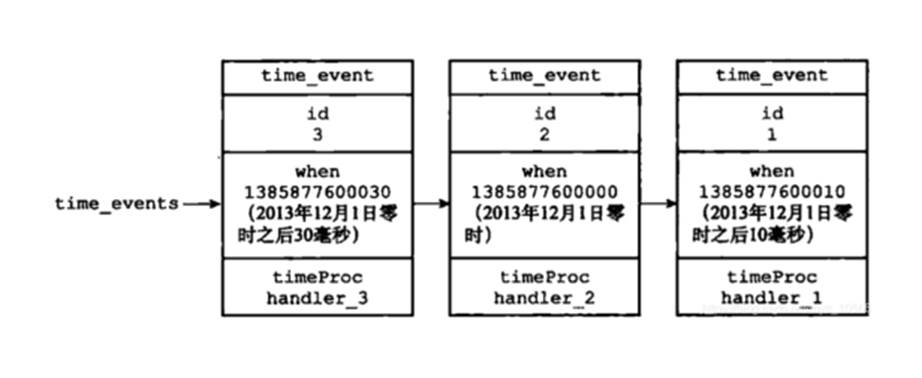 time_event
id
3
when
1385877600030
(2013年12月1日零
时之后30毫秒)
timeProc
handler_3
time_event
id
2
when
1385877600000
(2013年12月1日零
时)
timeProc
handler_2
time_event
id
1
when
1385877600010
(2013年12月1日零
时之后10毫秒)
timeProc
handler_1
time_events